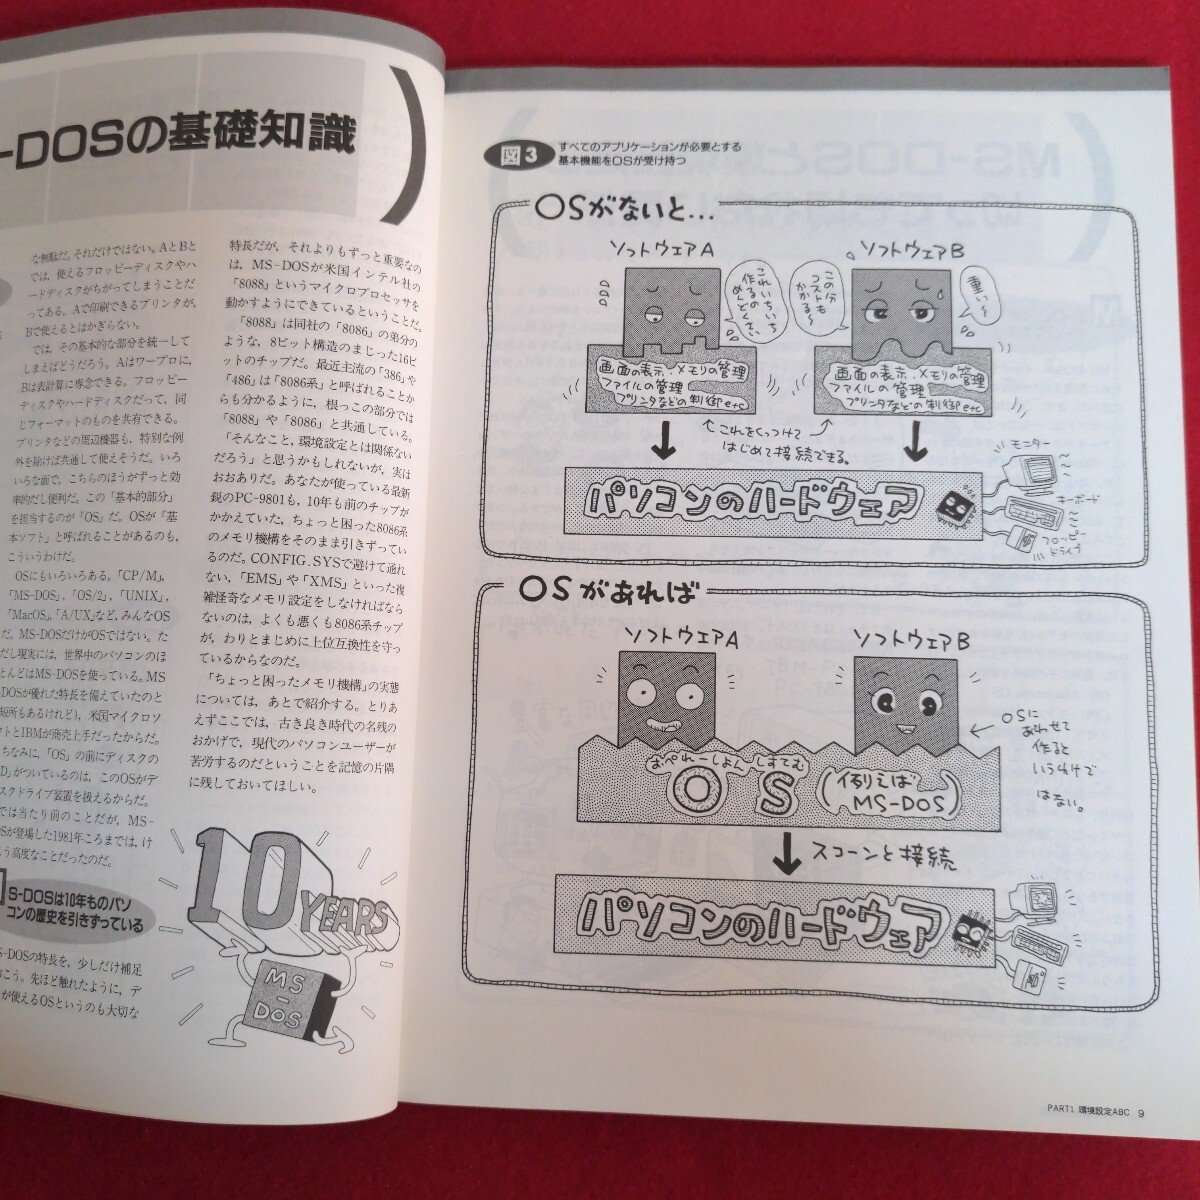 -DOSの基礎知識
な無駄だ。それだけではない。AとBと
では、使えるフロッピーディスクやハ
ードディスクがちがってしまうことだ
ってある。Aで印刷できるプリンタが、
Bで使えるとはかぎらない。
では、その基本的な部分を統一して
しまえばどうだろう。Aはワープロに、
Bは表計算に専念できる。フロッピー
ディスクやハードディスクだって、同
じフォーマットのものを共有できる。
プリンタなどの周辺機器も、特別な例
外を除けば共通して使えそうだ。いろ
いろな面で、こちらのほうがずっと効
率的だし便利だ。この「基本的部分」
を担当するのが「OS」だ。OSが「基
本ソフト」と呼ばれることがあるのも、
こういうわけだ。
OSにもいろいろある。「CP/M」、
「MS-DOS」、「OS/2」、「UNIX」、
「MacOS」、「A/UX」など、みんなOS
だ。MS-DOSだけがOSではない。た
だし現実には、世界中のパソコンのほ
とんどはMS-DOSを使っている。MS
DOSが優れた特長を備えていたのと
短所もあるけれど)、米国マイクロソ
フトとIBMが商売上手だったからだ。
ちなみに、「OS」の前にディスクの
D」がついているのは、このOSがデ
スクドライブ装置を扱えるからだ。
では当たり前のことだが、MS-
OSが登場した1981年ころまでは、け
う高度なことだったのだ。
S-DOSは10年ものパソ
コンの歴史を引きずっている
S-DOSの特長を、少しだけ補足
おこう。先ほど触れたように、デ
が使えるOSというのも大切な
特長だが、それよりもずっと重要なの
は、MS-DOSが米国インテル社の
「8088」というマイクロプロセッサを
動かすようにできているということだ。
「8088」は同社の「8086」の弟分の
ような、8ビット構造のまじった16ビ
ットのチップだ。最近主流の「386」や
「486」は「8086系」と呼ばれることか
らも分かるように、根っこの部分では
「8088」や「8086」と共通している。
「そんなこと、環境設定とは関係ない
だろう」と思うかもしれないが、実は
おおありだ。あなたが使っている最新
鋭のPC-9801も、10年も前のチップが
かかえていた、ちょっと困った8086系
のメモリ機構をそのまま引きずってい
るのだ。CONFIG.SYSで避けて通れ
ない、「EMS」や「XMS」といった複
雑怪奇なメモリ設定をしなければなら
ないのは、よくも悪くも8086系チップ
が、わりとまじめに上位互換性を守っ
ているからなのだ。
「ちょっと困ったメモリ機構」の実態
については、あとで紹介する。とりあ
えずここでは、古き良き時代の名残の
おかげで、現代のパソコンユーザーが
苦労するのだということを記憶の片隅
に残しておいてほしい。
10 YEARS
MS
-
DOS
図3
すべてのアプリケーションが必要とする
基本機能をOSが受け持つ
OSがないと…
ソフトウェアA
ソフトウェアB
これいちいち
作るの
めんどくさい
この分
コストも
かかる〜
重い〜
画面の表示、メモリの管理
ファイルの管理
プリンタなどの制御etc
画面の表示、メモリの管理
ファイルの管理
プリンタなどの制御etc
これをくっつけて
はじめて接続できる。
パソコンのハードウェア
モニター
キーボード
フロッピー
ドライブ
OSがあれば
ソフトウェアA
ソフトウェアB
OSに
あわせて
作ると
いうわけで
はない。
おぺれーしょん しすてむ
OS
(例えば
MS-DOS)
スコーンと接続
パソコンのハードウェア
PART1 環境設定ABC 9